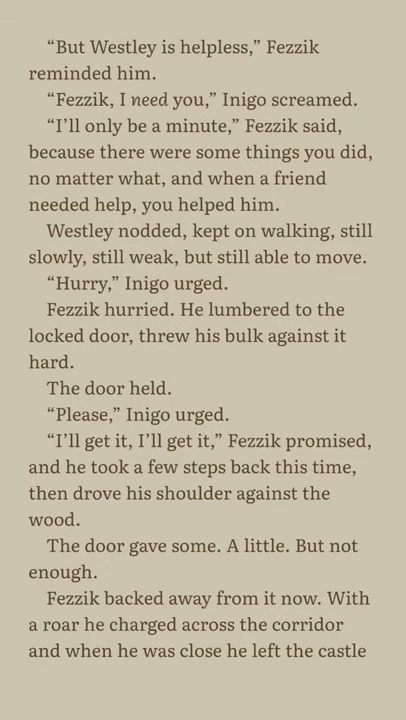 “But Westley is helpless,” Fezzik
reminded him.
“Fezzik, I need you,” Inigo screamed.
“I’ll only be a minute,” Fezzik said,
because there were some things you did,
no matter what, and when a friend
needed help, you helped him.
Westley nodded, kept on walking, still
slowly, still weak, but still able to move.
“Hurry,” Inigo urged.
Fezzik hurried. He lumbered to the
locked door, threw his bulk against it
hard.
The door held.
“Please,” Inigo urged.
“I’ll get it, I’ll get it,” Fezzik promised,
and he took a few steps back this time,
then drove his shoulder against the
wood.
The door gave some. A little. But not
enough.
Fezzik backed away from it now. With
a roar he charged across the corridor
and when he was close he left the castle